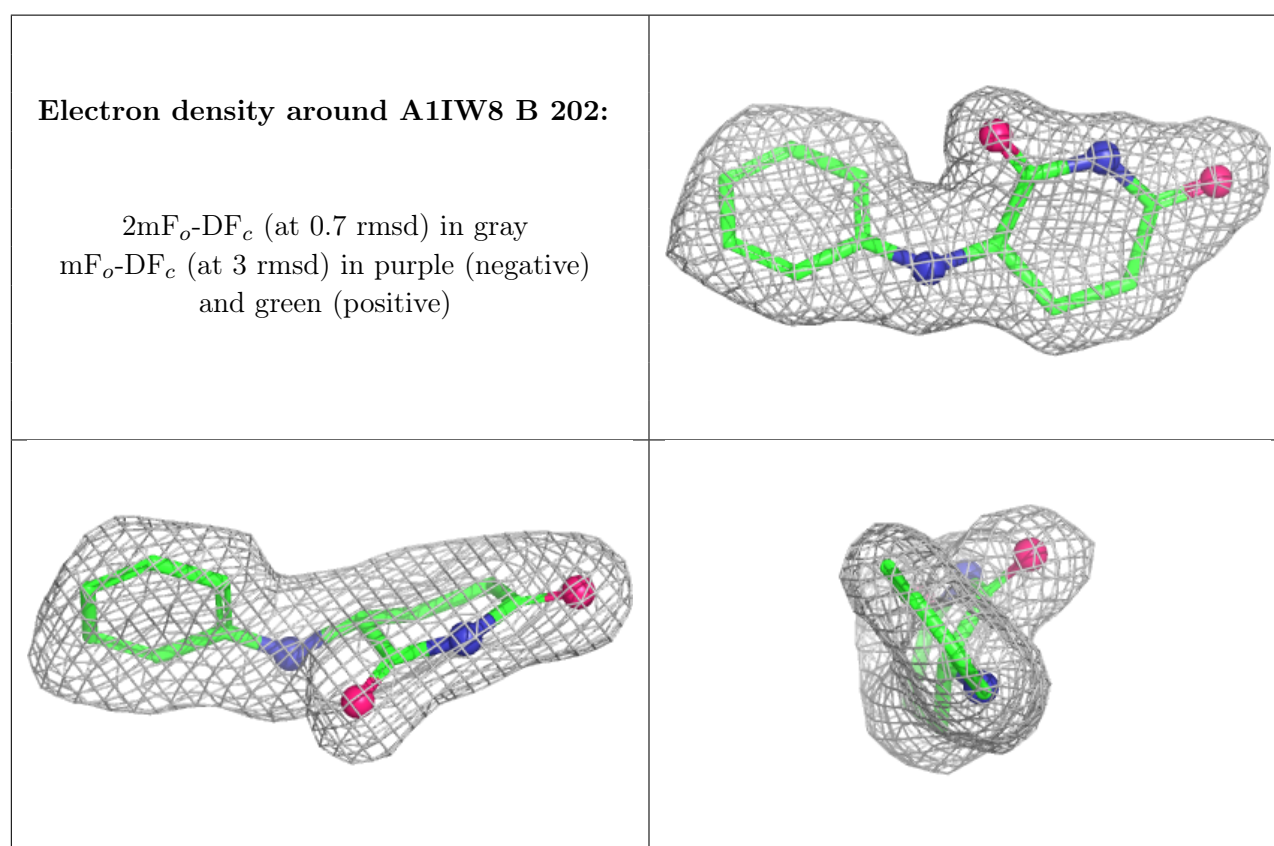 Electron density around A1IW8 B 202:
2mFo-DFc (at 0.7 rmsd) in gray
mFo-DFc (at 3 rmsd) in purple (negative)
and green (positive)